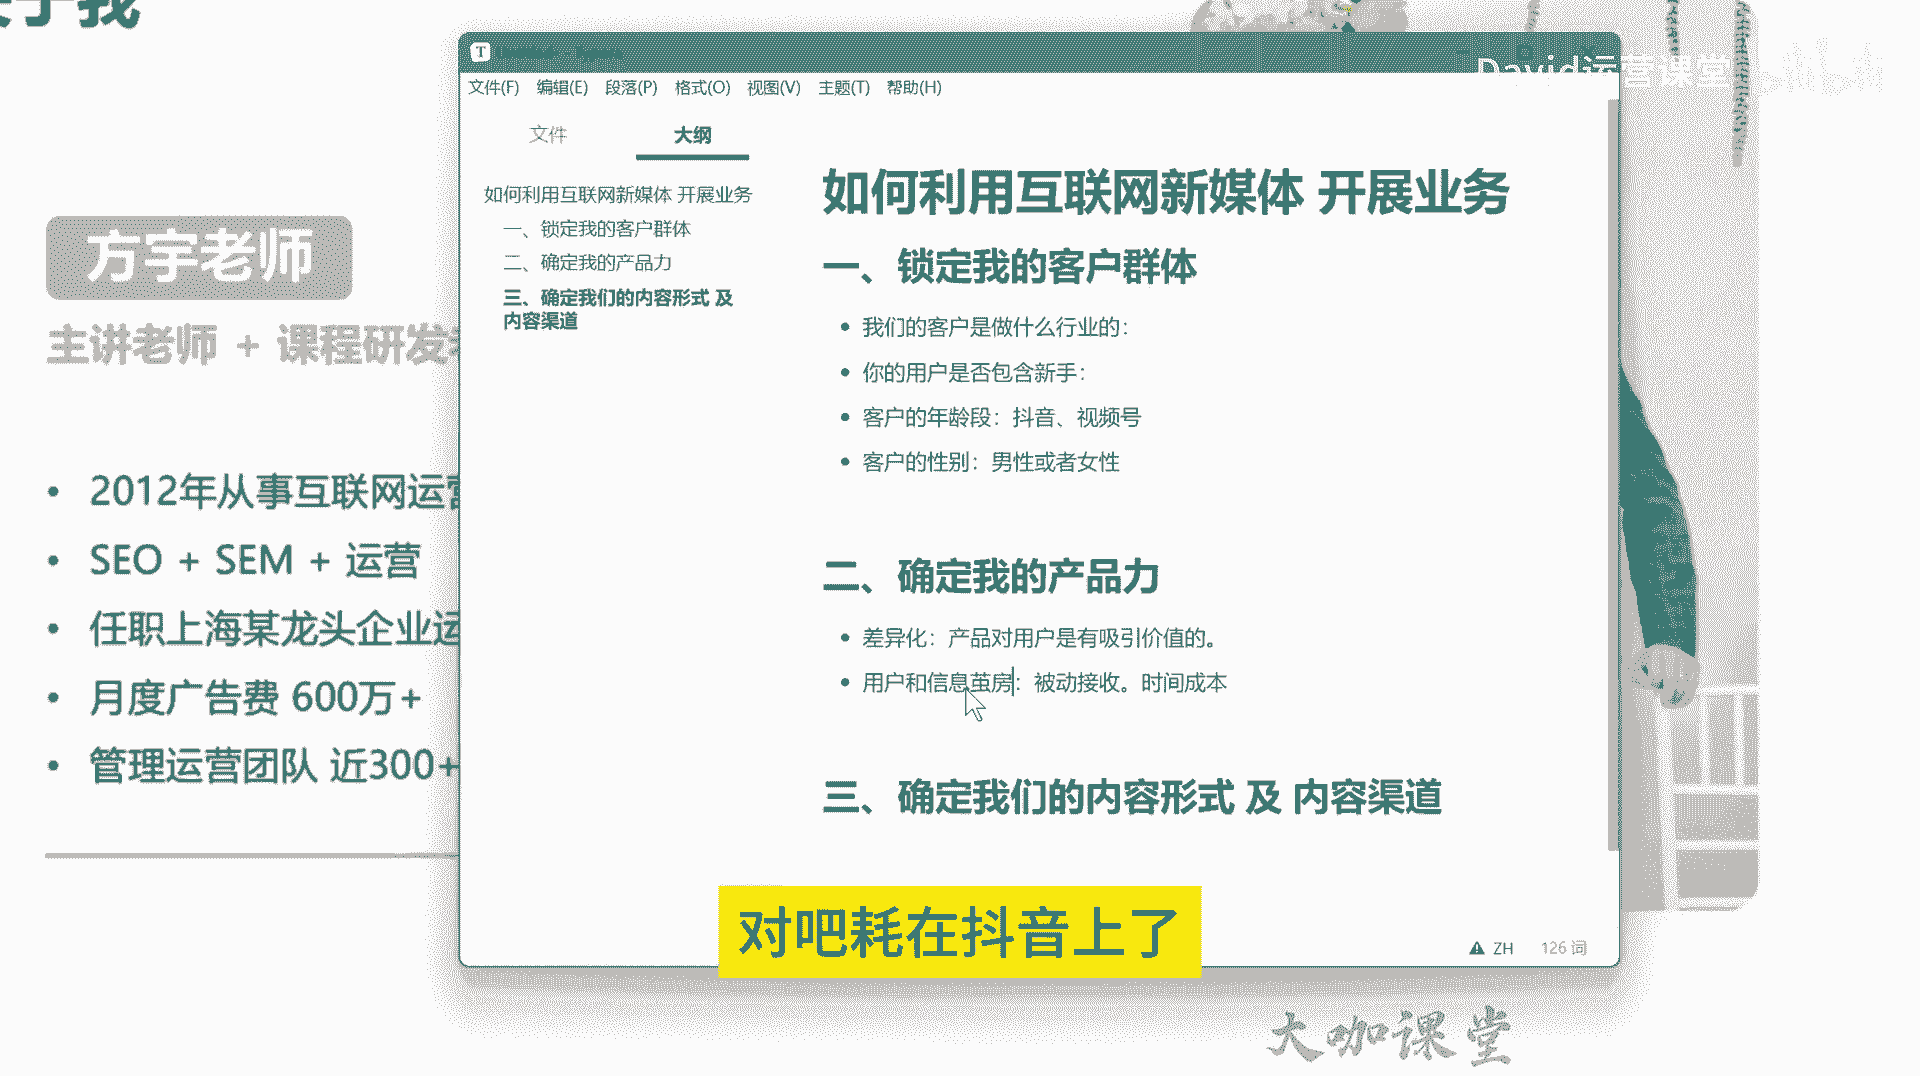 于我
方宇老师
主讲老师 + 课程研发
• 2012年从事互联网运营
• SEO + SEM + 运营
• 任职上海某龙头企业运
• 月度广告费 600万+
• 管理运营团队 近300+
T
David运营课堂
bilibili
文件(F) 编辑(E) 段落(P) 格式(O) 视图(V) 主题(T) 帮助(H)
文件 大纲
如何利用互联网新媒体 开展业务
一、锁定我的客户群体
二、确定我的产品力
三、确定我们的内容形式 及
内容渠道
如何利用互联网新媒体 开展业务
一、锁定我的客户群体
• 我们的客户是做什么行业的：
• 你的用户是否包含新手：
• 客户的年龄段：抖音、视频号
• 客户的性别：男性或者女性
二、确定我的产品力
• 差异化：产品对用户是有吸引价值的。
• 用户和信息茧房：被动接收。时间成本
三、确定我们的内容形式 及 内容渠道
对吧耗在抖音上了
ZH 126 词
大咖课堂